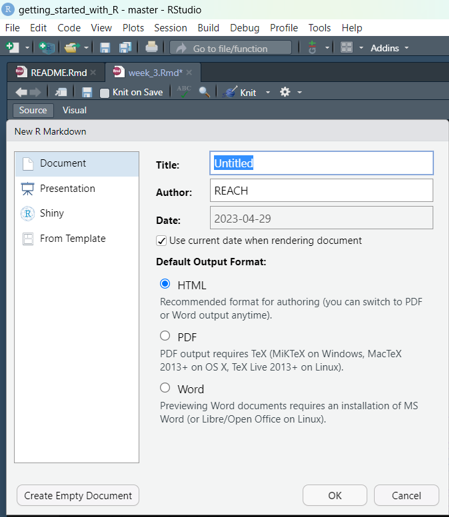 getting_started_with_R - master - RStudio
File Edit Code View Plots Session Build Debug Profile Tools Help
Go to file/function Addins
README.Rmd week_3.Rmd*
Knit on Save ABC Knit
Source Visual
New R Markdown
Document
Presentation
R Shiny
From Template
Title: Untitled
Author: REACH
Date: 2023-04-29
Use current date when rendering document
Default Output Format:
HTML
Recommended format for authoring (you can switch to PDF
or Word output anytime).
PDF
PDF output requires TeX (MiKTeX on Windows, MacTeX
2013+ on OS X, TeX Live 2013+ on Linux).
Word
Previewing Word documents requires an installation of MS
Word (or Libre/Open Office on Linux).
Create Empty Document OK Cancel